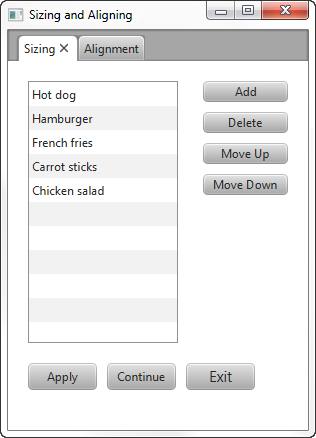 Sizing and Aligning
Sizing
Alignment
Hot dog
Hamburger
French fries
Carrot sticks
Chicken salad
Add
Delete
Move Up
Move Down
Apply
Continue
Exit